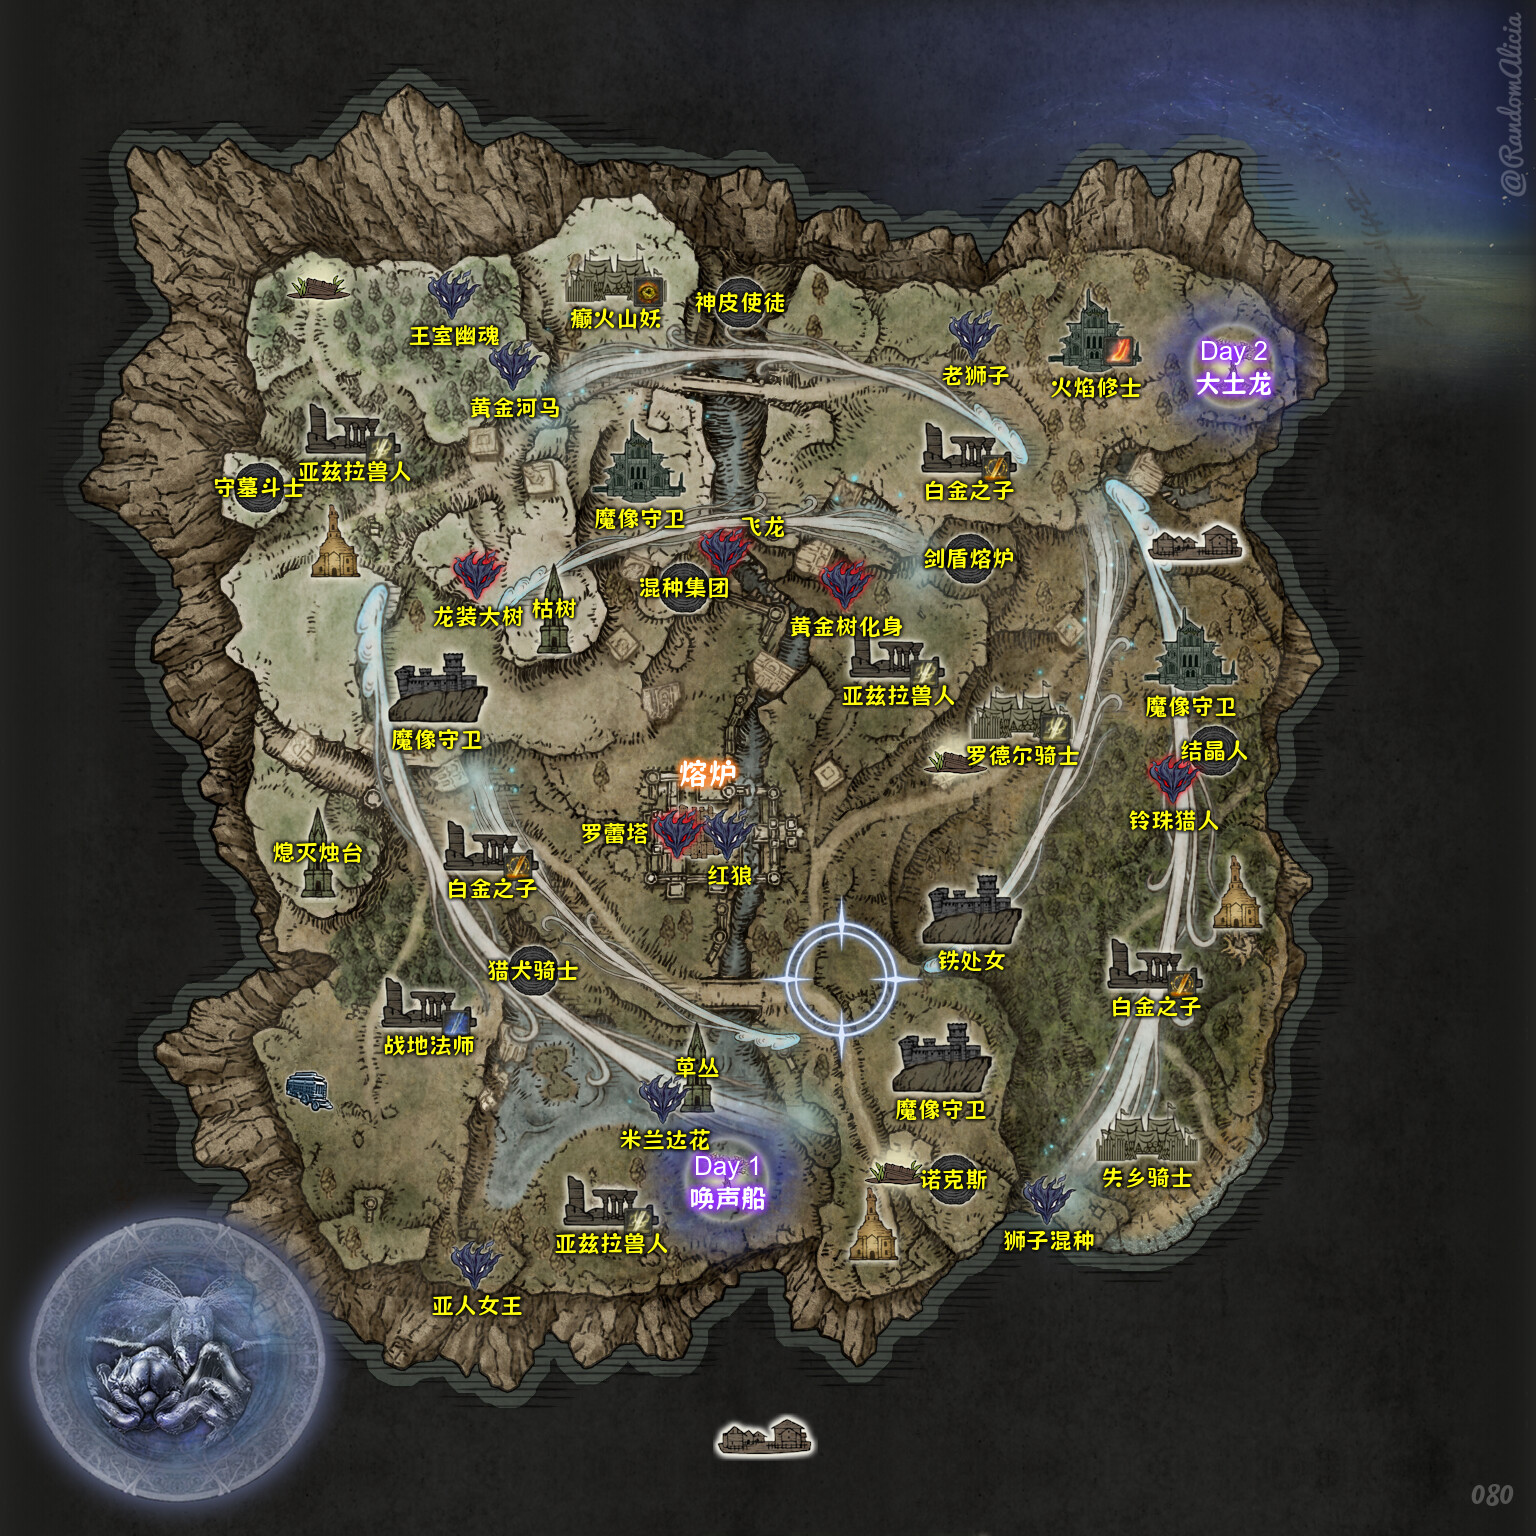 @RandomAlicia
癫火山妖
神皮使徒
王室幽魂
老狮子
火焰修士
Day 2
大土龙
黄金河马
亚兹拉兽人
守墓斗士
白金之子
魔像守卫
飞龙
剑盾熔炉
混种集团
龙装大树
枯树
黄金树化身
亚兹拉兽人
魔像守卫
魔像守卫
罗德尔骑士
结晶人
熔炉
铃珠猎人
罗蕾塔
红狼
熄灭烛台
白金之子
猎犬骑士
铁处女
白金之子
战地法师
草丛
魔像守卫
米兰达花
Day 1
唤声船
诺克斯
失乡骑士
亚兹拉兽人
狮子混种
亚人女王
080